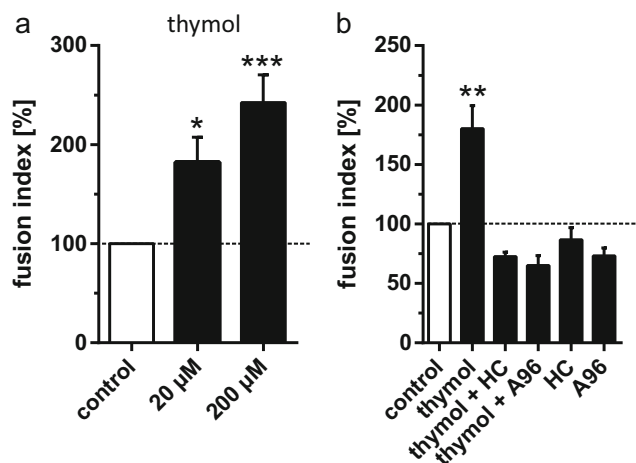 a
thymol
fusion index [%]
300
200
100
0
*
***
control
20 µM
200 µM
b
fusion index [%]
250
200
150
100
50
0
**
control
thymol
thymol + HC
thymol + A96
HC
A96